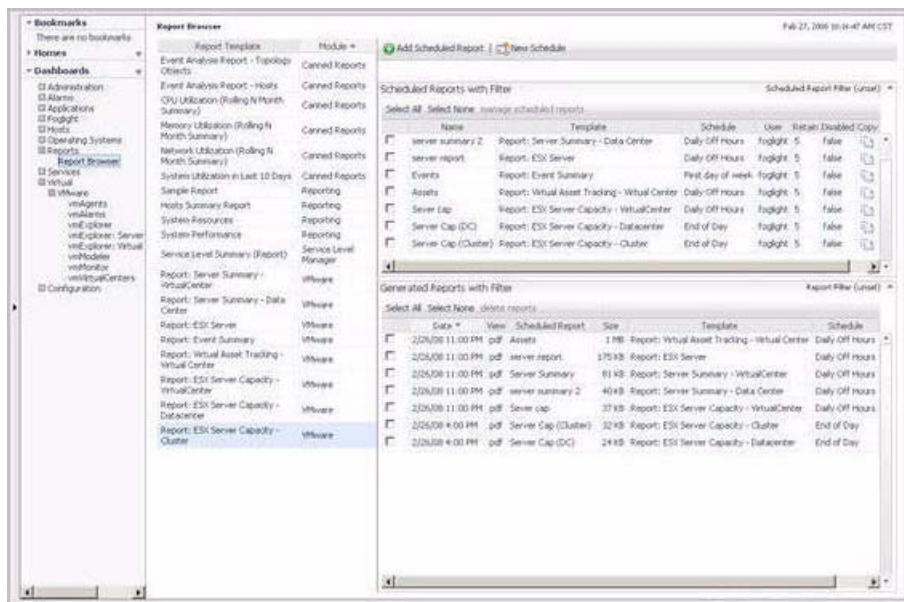 Bookmarks
There are no bookmarks
Homes
Dashboards
Administration
Alarms
Applications
Foglight
Hosts
Operating Systems
Reports
Report Browser
Services
Virtual
VMware
vmAgents
vmAlarms
vmExplorer
vmExplorer: Server
vmExplorer: Virtual
vmModeler
vmMonitor
vmVirtualCenters
Configuration
Report Browser
Feb 27, 2008 CST
Report Template Module
Event Analysis Report - Topology Objects Canned Reports
Event Analysis Report - Hosts Canned Reports
CPU Utilization (Rolling N Month Summary) Canned Reports
Memory Utilization (Rolling N Month Summary) Canned Reports
Network Utilization (Rolling N Month Summary) Canned Reports
System Utilization in Last 10 Days Canned Reports
Sample Report Reporting
Hosts Summary Report Reporting
System Resources Reporting
System Performance Reporting
Service Level Summary (Report) Service Level Manager
Report: Server Summary - VirtualCenter VMware
Report: Server Summary - Data Center VMware
Report: ESX Server VMware
Report: Event Summary VMware
Report: Virtual Asset Tracking - Virtual Center VMware
Report: ESX Server Capacity - VirtualCenter VMware
Report: ESX Server Capacity - Datacenter VMware
Report: ESX Server Capacity - Cluster VMware
Add Scheduled Report | New Schedule
Scheduled Reports with Filter Scheduled Report Filter (unset)
Select All Select None manage scheduled reports
Name Template Schedule User Retain Disabled Copy
server summary 2 Report: Server Summary - Data Center Daily Off Hours foglight 5 false
server report Report: ESX Server Daily Off Hours foglight 5 false
Events Report: Event Summary First day of week foglight 5 false
Assets Report: Virtual Asset Tracking - Virtual Center Daily Off Hours foglight 5 false
Sever cap Report: ESX Server Capacity - VirtualCenter Daily Off Hours foglight 5 false
Server Cap (DC) Report: ESX Server Capacity - Datacenter End of Day foglight 5 false
Server Cap (Cluster) Report: ESX Server Capacity - Cluster End of Day foglight 5 false
Generated Reports with Filter Report Filter (unset)
Select All Select None delete reports
Date View Scheduled Report Size Template Schedule
2/26/08 11:00 PM pdf Assets 1 MB Report: Virtual Asset Tracking - Virtual Center Daily Off Hours
2/26/08 11:00 PM pdf server report 175 KB Report: ESX Server Daily Off Hours
2/26/08 11:00 PM pdf Server Summary 81 KB Report: Server Summary - VirtualCenter Daily Off Hours
2/26/08 11:00 PM pdf server summary 2 40 KB Report: Server Summary - Data Center Daily Off Hours
2/26/08 11:00 PM pdf Sever cap 37 KB Report: ESX Server Capacity - VirtualCenter Daily Off Hours
2/26/08 4:00 PM pdf Server Cap (Cluster) 32 KB Report: ESX Server Capacity - Cluster End of Day
2/26/08 4:00 PM pdf Server Cap (DC) 24 KB Report: ESX Server Capacity - Datacenter End of Day